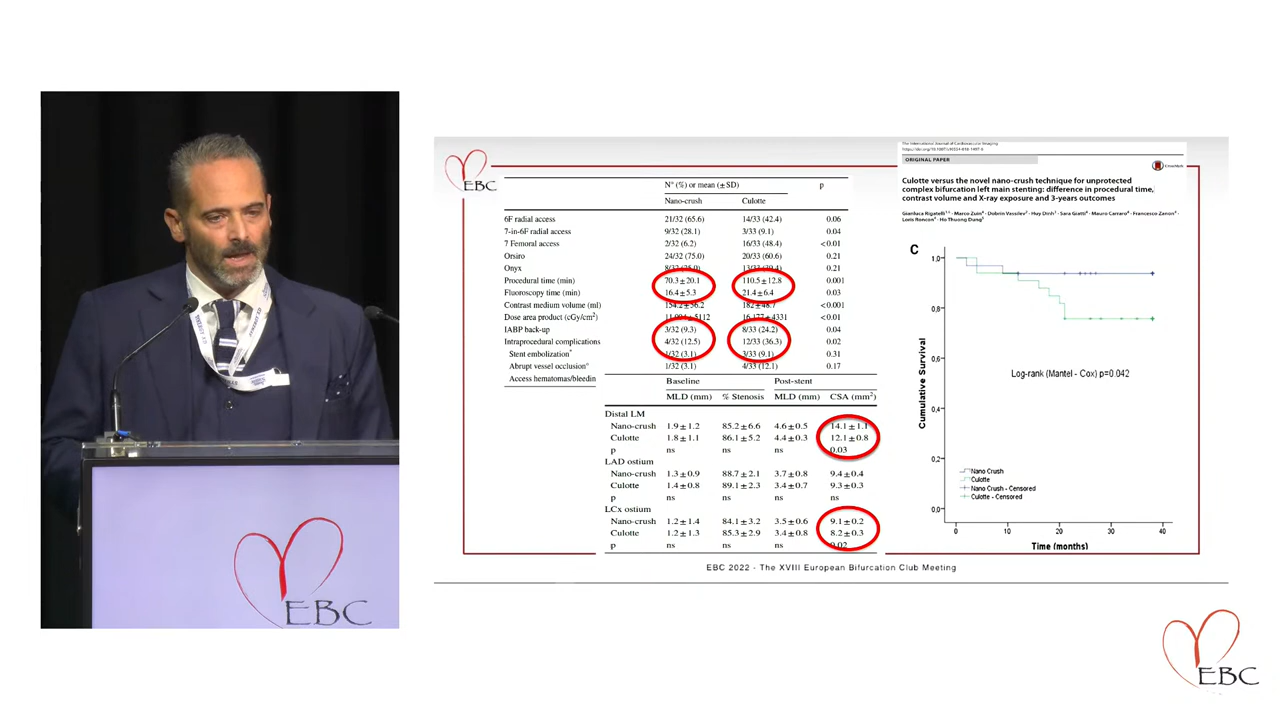 EBC
N° (%) or mean (±SD) p
Nano-crush Culotte
6F radial access 21/32 (65.6) 14/33 (42.4) 0.06
7-in-6F radial access 9/32 (28.1) 3/33 (9.1) 0.04
7 Femoral access 2/32 (6.2) 16/33 (48.4) <0.01
Orsiro 24/32 (75.0) 20/33 (60.6) 0.21
Onyx 8/32 (25.0) 13/33 (39.4) 0.21
Procedural time (min) 70.3±20.1 110.5±12.8 0.001
Fluoroscopy time (min) 16.4±5.3 21.4±6.4 0.03
Contrast medium volume (ml) 154.2±36.2 182±48.7 <0.001
Dose area product (cGy/cm²) ±5112 ±4331 <0.01
IABP back-up 3/32 (9.3) 8/33 (24.2) 0.04
Intraprocedural complications 4/32 (12.5) 12/33 (36.3) 0.02
Stent embolization* 1/32 (3.1) 3/33 (9.1) 0.31
Abrupt vessel occlusion° 1/32 (3.1) 4/33 (12.1) 0.17
Access hematomas/bleedin
Baseline Post-stent
MLD (mm) % Stenosis MLD (mm) CSA (mm²)
Distal LM
Nano-crush 1.9±1.2 85.2±6.6 4.6±0.5 14.1±1.1
Culotte 1.8±1.1 86.1±5.2 4.4±0.3 12.1±0.8
p ns ns ns 0.03
LAD ostium
Nano-crush 1.3±0.9 88.7±2.1 3.7±0.8 9.4±0.4
Culotte 1.4±0.8 89.1±2.3 3.4±0.7 9.3±0.3
p ns ns ns ns
LCx ostium
Nano-crush 1.2±1.4 84.1±3.2 3.5±0.6 9.1±0.2
Culotte 1.2±1.3 85.3±2.9 3.4±0.8 8.2±0.3
p ns ns ns 0.02
The International Journal of Cardiovascular Imaging
ORIGINAL PAPER
Culotte versus the novel nano-crush technique for unprotected
complex bifurcation left main stenting: difference in procedural time,
contrast volume and X-ray exposure and 3-years outcomes
Gianluca Rigatelli · Marco Zuin · Dobrin Vassilev · Huy Dinh · Sara Giatti · Mauro Carraro · Francesco Zanon ·
Loris Roncon · Ho Thuong Dung
C
Cumulative Survival
1,0
0,8
0,6
0,4
0,2
0,0
Log-rank (Mantel - Cox) p=0.042
Nano Crush
Culotte
Nano Crush - Censored
Culotte - Censored
0 10 20 30 40
Time (months)
EBC 2022 - The XVIII European Bifurcation Club Meeting
EBC
EBC